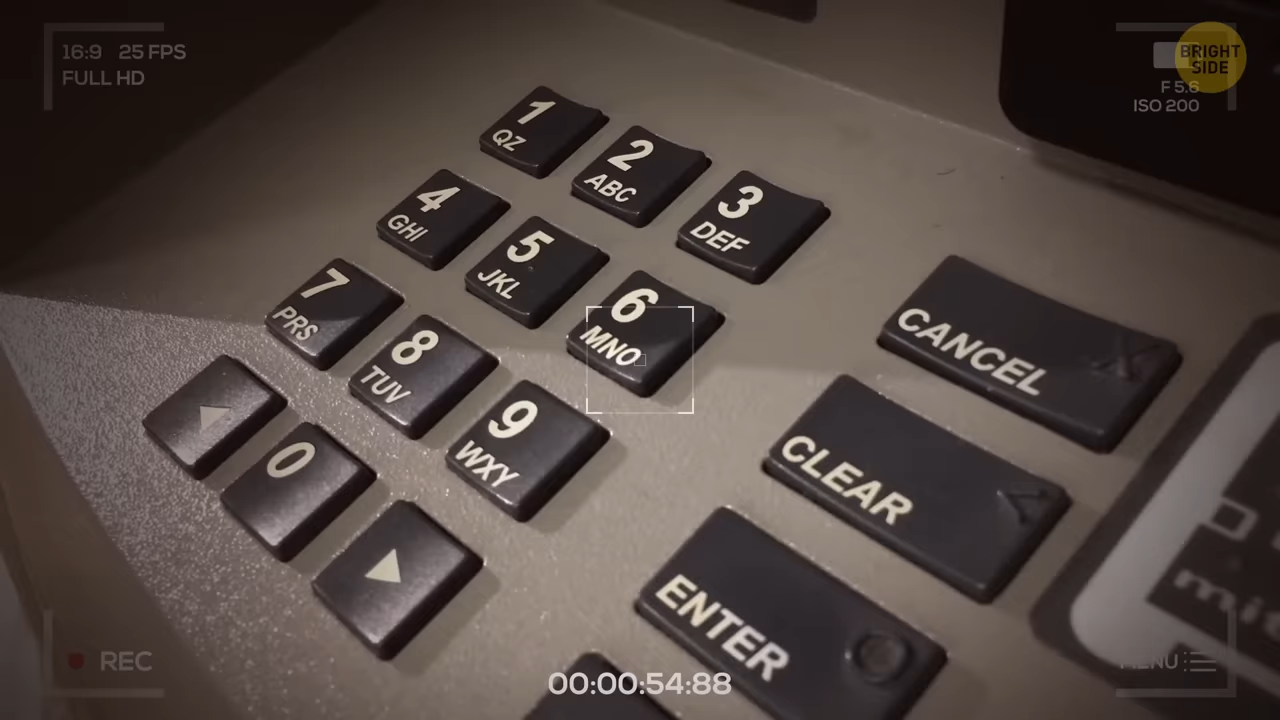 16:9 25 FPS
FULL HD
BRIGHT
SIDE
F 5.6
ISO 200
1
QZ
2
ABC
3
DEF
4
GHI
5
JKL
6
MNO
7
PRS
8
TUV
9
WXY
0
CANCEL
CLEAR
ENTER
REC
00:00:54:88
MENU